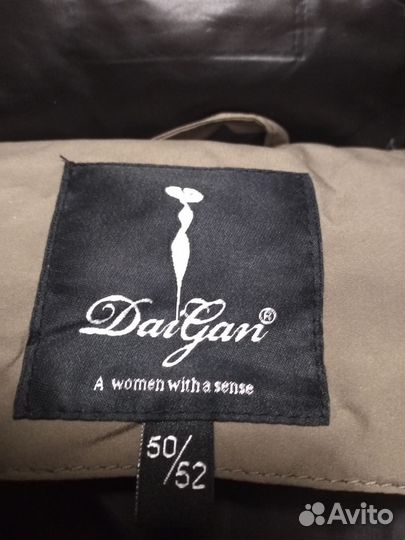 DaiGan®
A women with a sense
50/
52
Avito